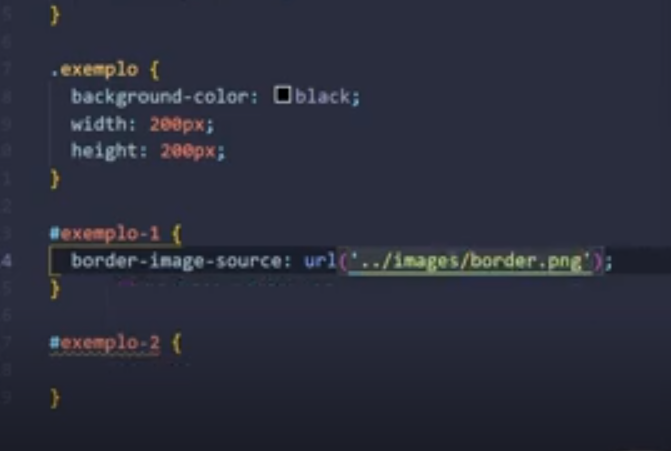 }
.exemplo {
background-color: black;
width: 200px;
height: 200px;
}
#exemplo-1 {
4 border-image-source: url('../images/border.png');
}
#exemplo-2 {
}